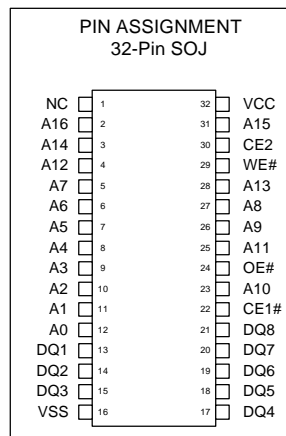 PIN ASSIGNMENT
32-Pin SOJ
NC 1 32 VCC
A16 2 31 A15
A14 3 30 CE2
A12 4 29 WE#
A7 5 28 A13
A6 6 27 A8
A5 7 26 A9
A4 8 25 A11
A3 9 24 OE#
A2 10 23 A10
A1 11 22 CE1#
A0 12 21 DQ8
DQ1 13 20 DQ7
DQ2 14 19 DQ6
DQ3 15 18 DQ5
VSS 16 17 DQ4